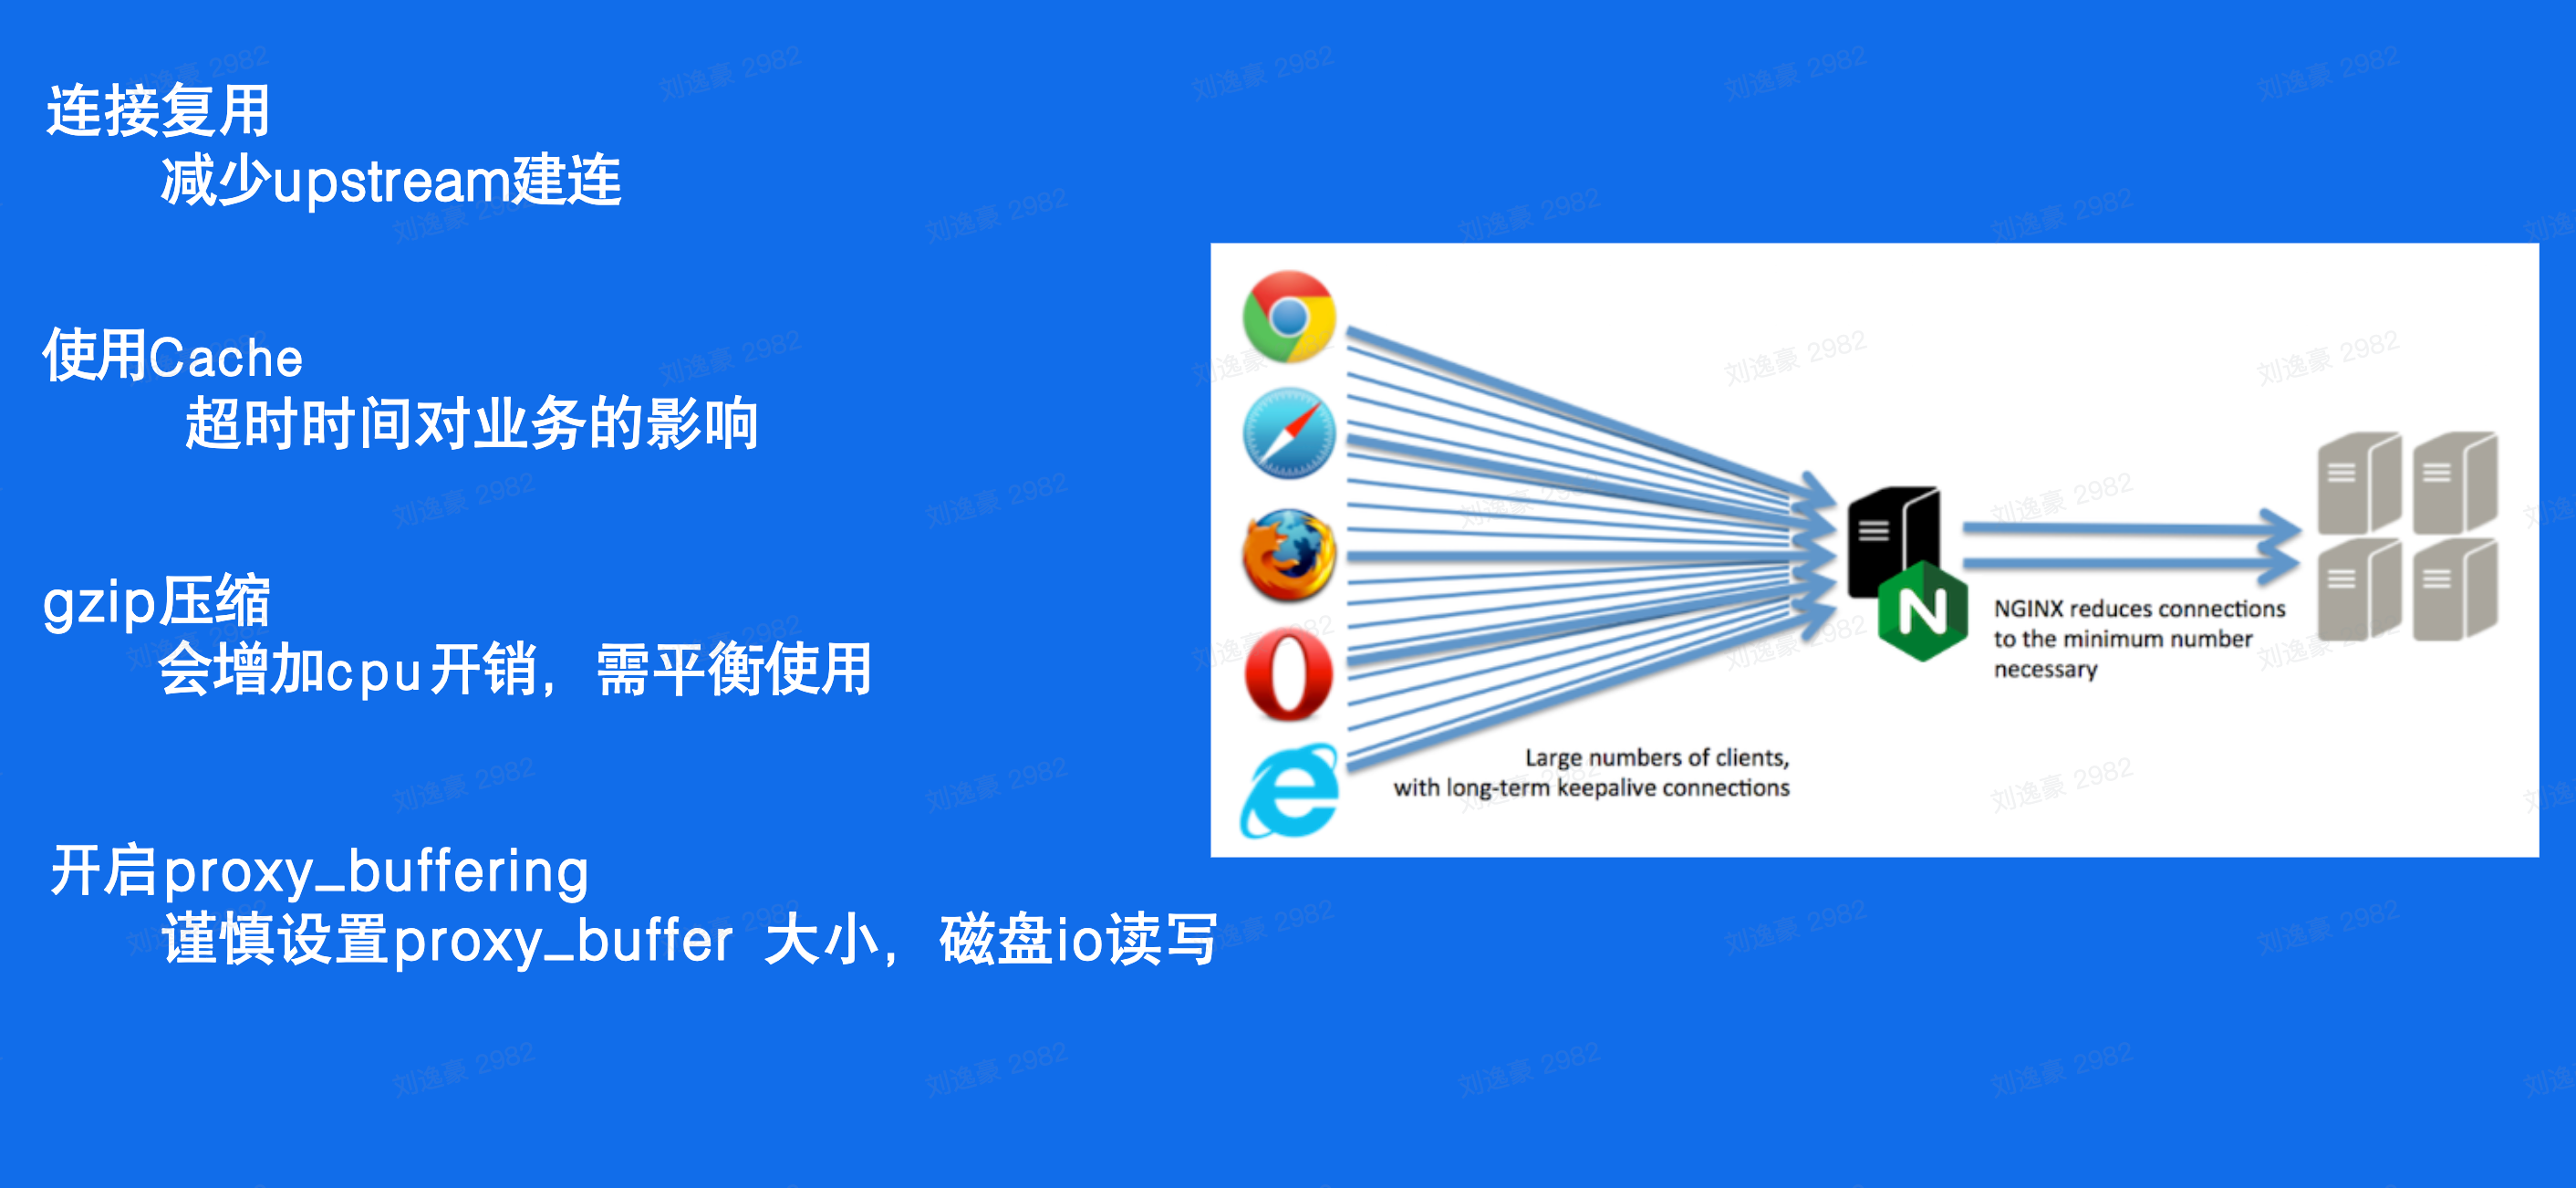 连接复用
减少upstream建连
使用Cache
超时时间对业务的影响
gzip压缩
会增加cpu开销，需平衡使用
开启proxy_buffering
谨慎设置proxy_buffer 大小，磁盘io读写
NGINX reduces connections
to the minimum number
necessary
Large numbers of clients,
with long-term keepalive connections
刘逸豪 2982